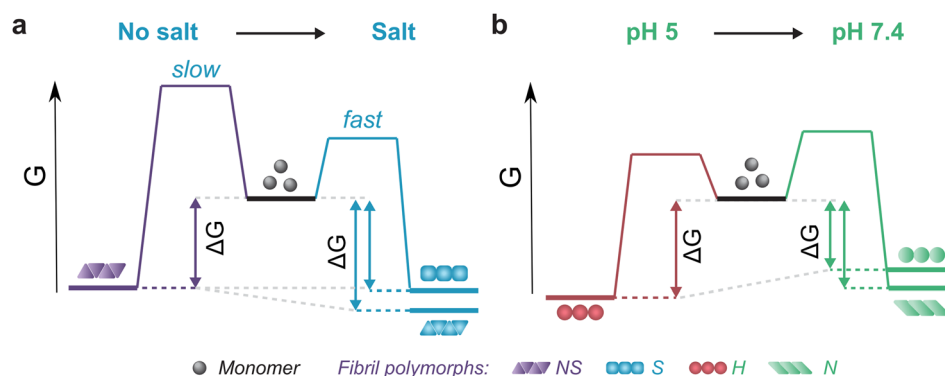 a
No salt
Salt
slow
fast
G
ΔG
ΔG
b
pH 5
pH 7.4
G
ΔG
ΔG
Monomer
Fibril polymorphs:
NS
S
H
N